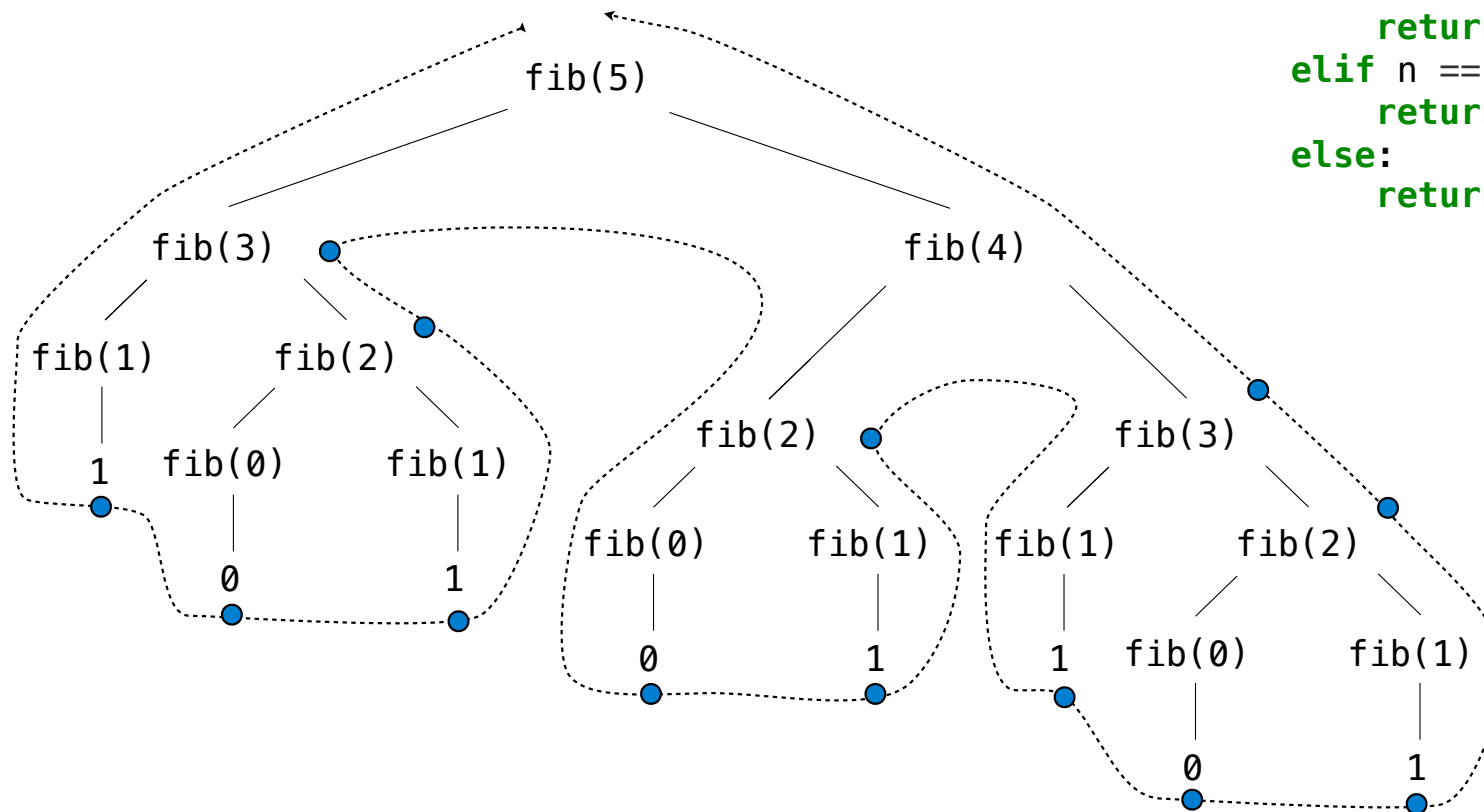 retur
elif n ==
retur
else:
retur
fib(5)
fib(3)
fib(4)
fib(1)
fib(2)
fib(2)
fib(3)
1
fib(0)
fib(1)
fib(0)
fib(1)
fib(1)
fib(2)
0
1
0
1
1
fib(0)
fib(1)
0
1